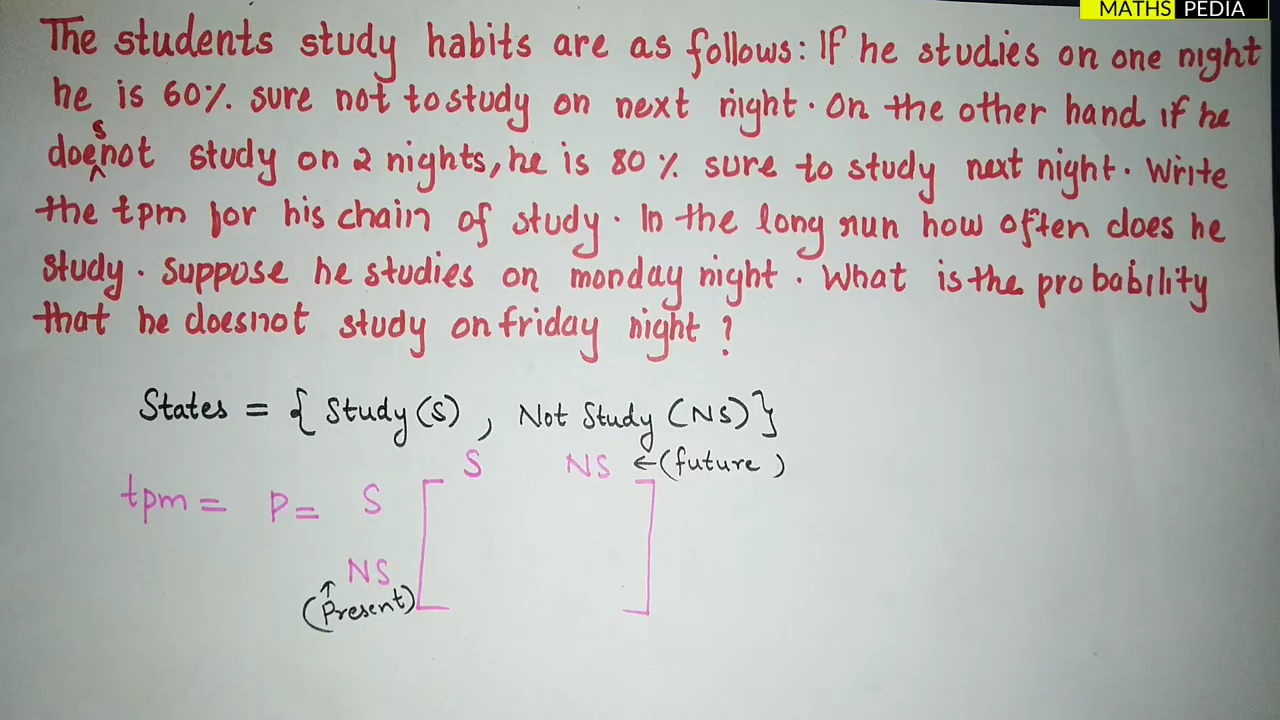 MATHS PEDIA
The students study habits are as follows: If he studies on one night
he is 60% sure not to study on next night. On the other hand if he
does not study on 2 nights, he is 80% sure to study next night. Write
the tpm for his chain of study. In the long run how often does he
study. Suppose he studies on monday night. What is the probability
that he doesnot study on friday night?
States = { Study (S), Not Study (NS) }
S NS ←(future)
tpm = P = S [ ]
NS
↑
(Present)